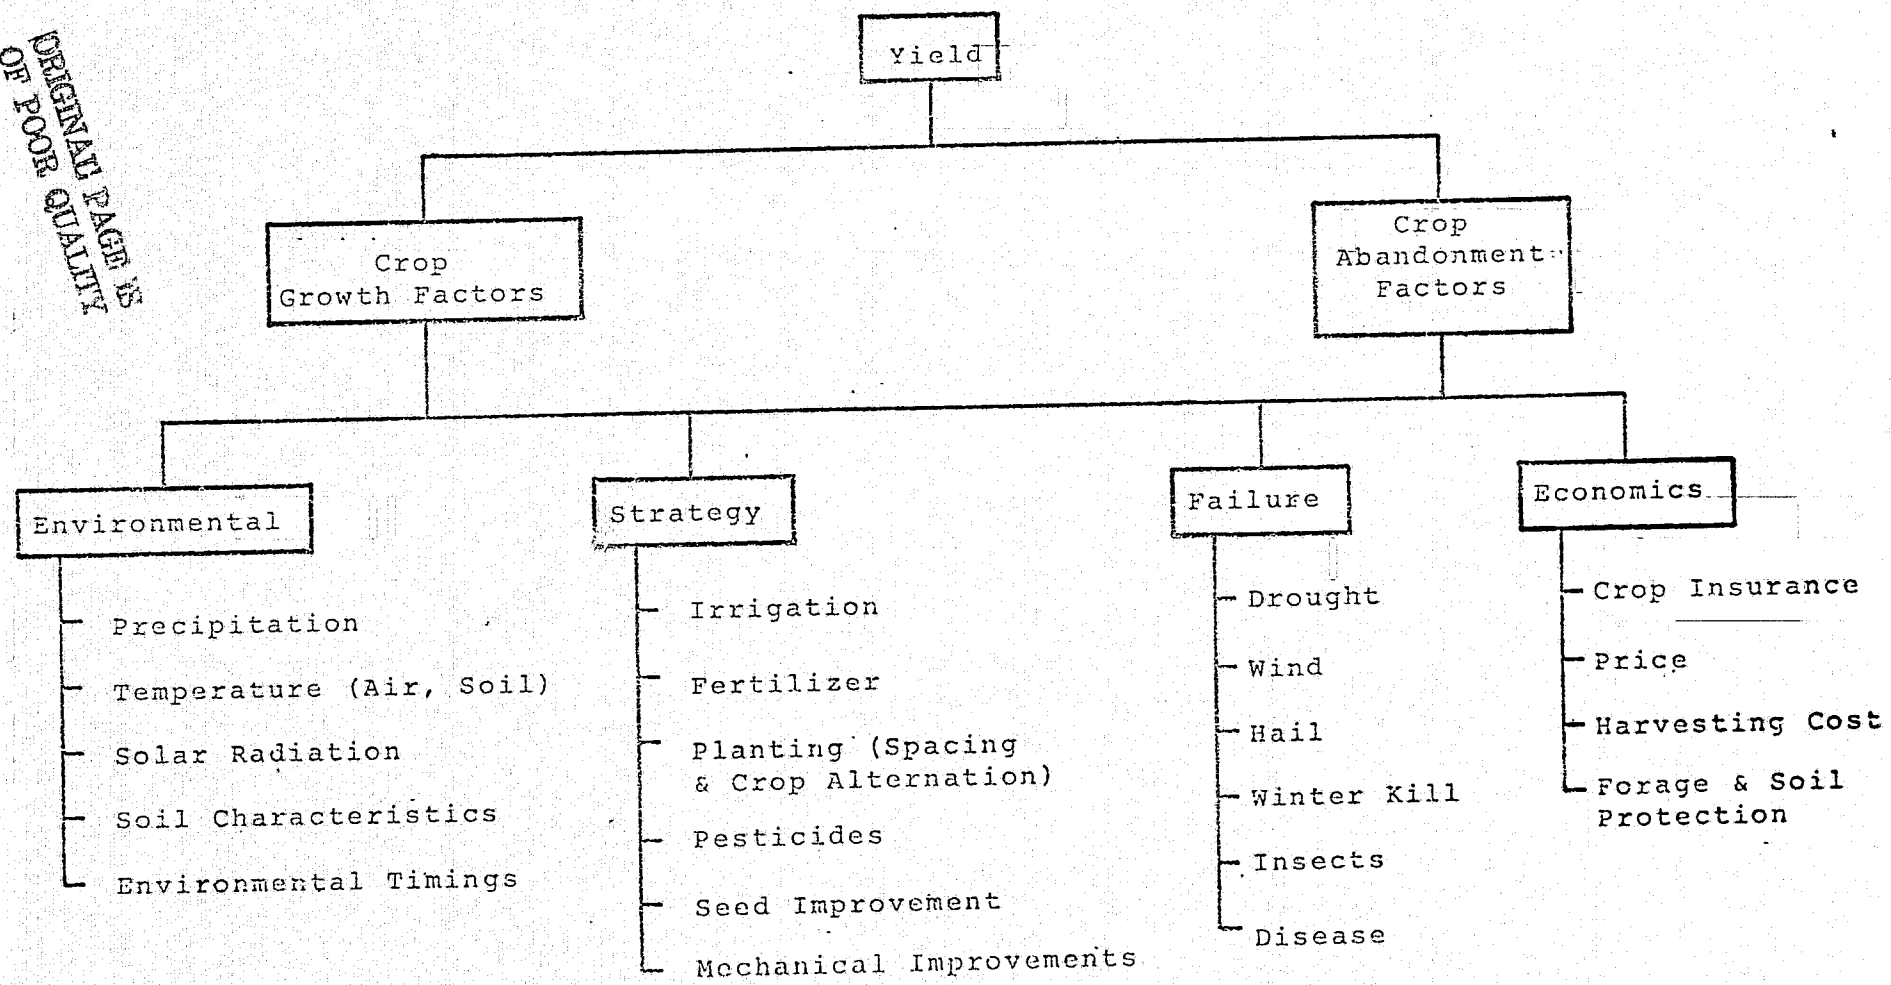 ORIGINAL PAGE IS
OF POOR QUALITY
Yield
Crop
Growth Factors
Crop
Abandonment
Factors
Environmental
Precipitation
Temperature (Air, Soil)
Solar Radiation
Soil Characteristics
Environmental Timings
Strategy
Irrigation
Fertilizer
Planting (Spacing
& Crop Alternation)
Pesticides
Seed Improvement
Mechanical Improvements
Failure
Drought
Wind
Hail
Winter Kill
Insects
Disease
Economics
Crop Insurance
Price
Harvesting Cost
Forage & Soil
Protection